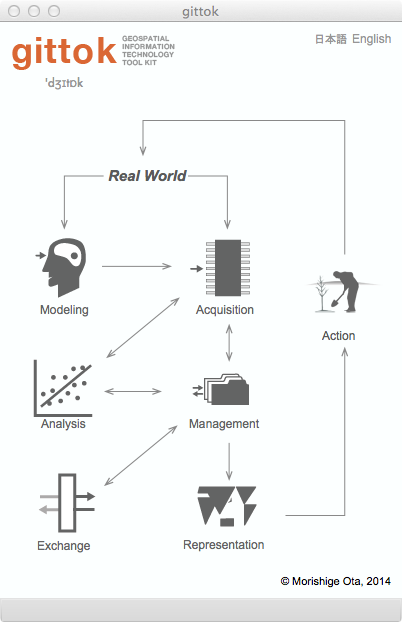 gittok
gittok
GEOSPATIAL
INFORMATION
TECHNOLOGY
TOOL KIT
'dʒɪtɒk
日本語 English
Real World
Modeling
Acquisition
Action
Analysis
Management
Exchange
Representation
© Morishige Ota, 2014